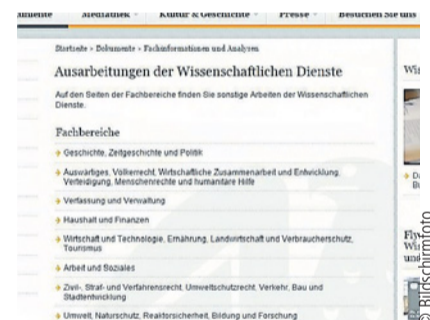 Mediathek Kultur & Geschichte Presse Besuchen Sie uns
Startseite > Dokumente > Fachinformationen und Analysen
Ausarbeitungen der Wissenschaftlichen Dienste
Auf den Seiten der Fachbereiche finden Sie sonstige Arbeiten der Wissenschaftlichen
Dienste.
Fachbereiche
Geschichte, Zeitgeschichte und Politik
Auswärtiges, Völkerrecht, Wirtschaftliche Zusammenarbeit und Entwicklung,
Verteidigung, Menschenrechte und humanitäre Hilfe
Verfassung und Verwaltung
Haushalt und Finanzen
Wirtschaft und Technologie, Ernährung, Landwirtschaft und Verbraucherschutz,
Tourismus
Arbeit und Soziales
Zivil-, Straf- und Verfahrensrecht, Umweltschutzrecht, Verkehr, Bau und
Stadtentwicklung
Umwelt, Naturschutz, Reaktorsicherheit, Bildung und Forschung
© Bildschirmfoto